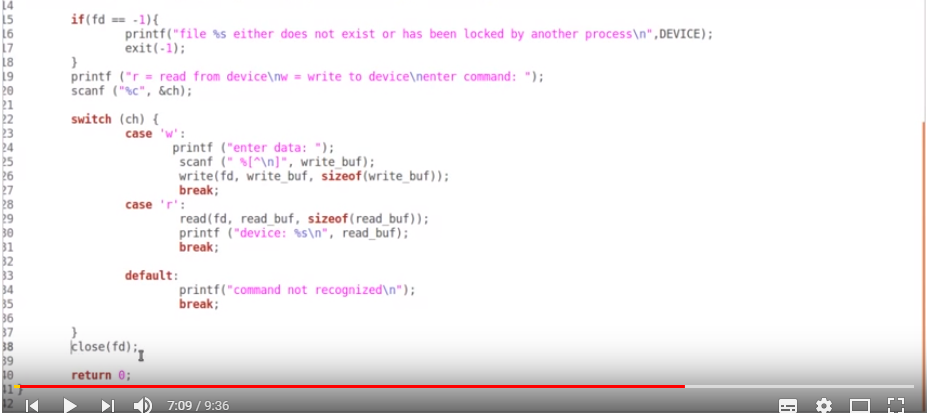 14
15 if(fd == -1){
16 printf("file %s either does not exist or has been locked by another process\n",DEVICE);
17 exit(-1);
18 }
19 printf ("r = read from device\nw = write to device\nenter command: ");
20 scanf ("%c", &ch);
21
22 switch (ch) {
23 case 'w':
24 printf ("enter data: ");
25 scanf (" %[^\n]", write_buf);
26 write(fd, write_buf, sizeof(write_buf));
27 break;
28 case 'r':
29 read(fd, read_buf, sizeof(read_buf));
30 printf ("device: %s\n", read_buf);
31 break;
32
33 default:
34 printf("command not recognized\n");
35 break;
36
37 }
38 close(fd);
39
40 return 0;
41 }
42
7:09 / 9:36